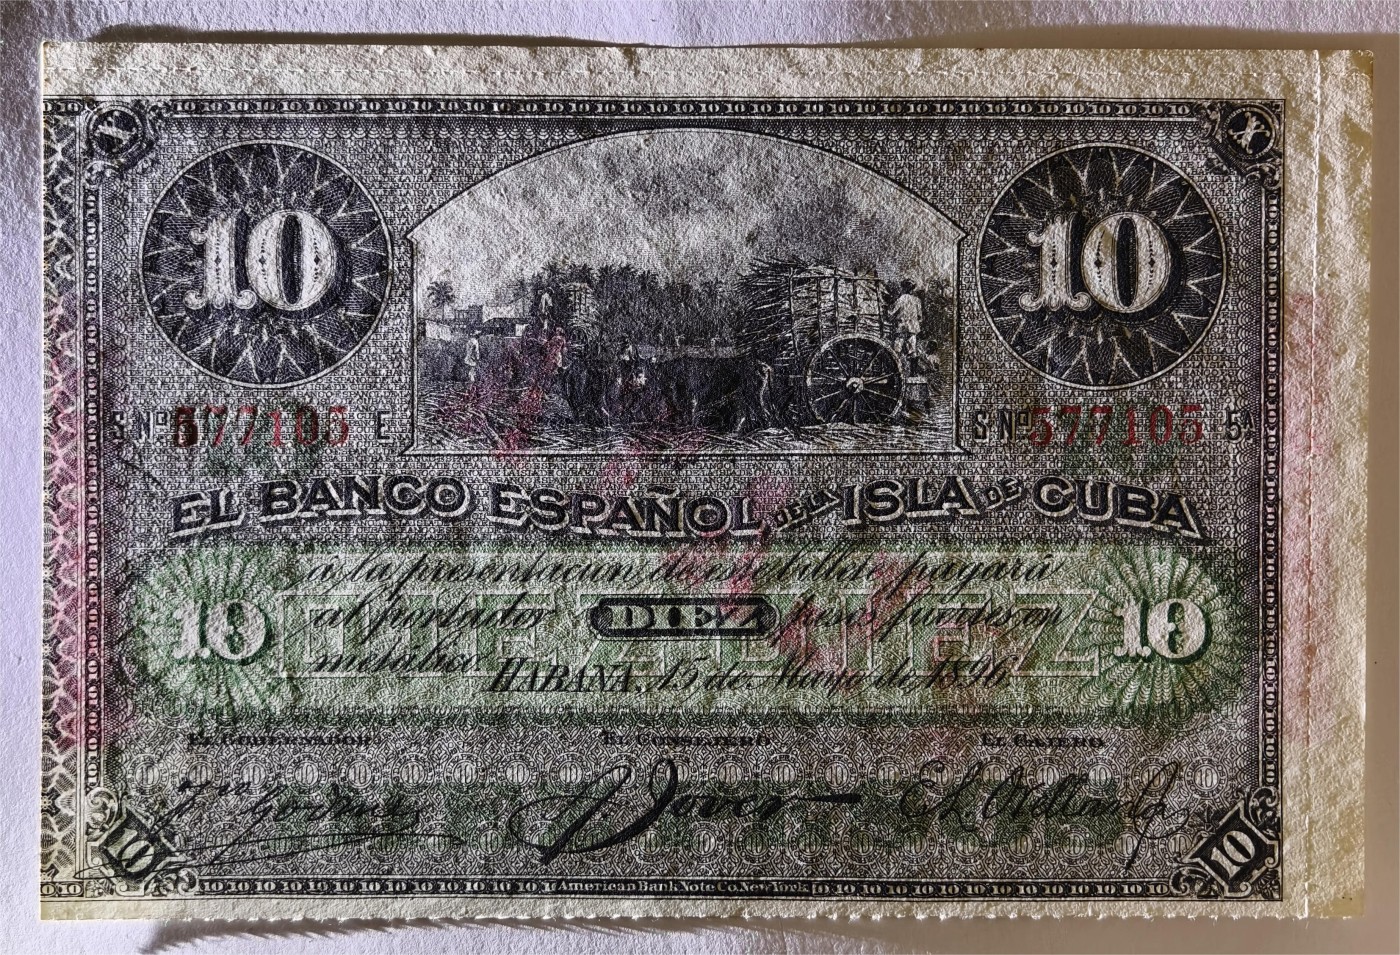 X X
10 10
S. Nº 577105 E. S. Nº 577105 5ª
EL BANCO ESPAÑOL DE LA ISLA DE CUBA
á la presentacion de este billete pagará
10 al portador DIEZ pesos fuertes en 10
DIEZ DIEZ
metálico. HABANA, 15 de Mayo de 1896
EL GOBERNADOR EL CONSEJERO EL CAJERO
10 American Bank Note Co. New York 10